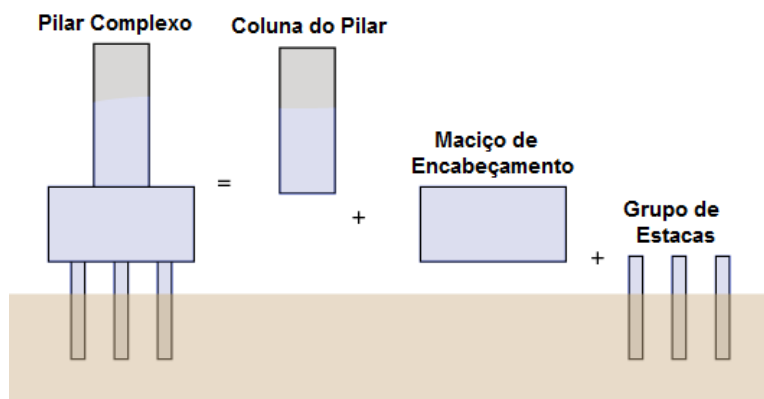 Pilar Complexo
Coluna do Pilar
=
+
Maciço de
Encabeçamento
+
Grupo de
Estacas